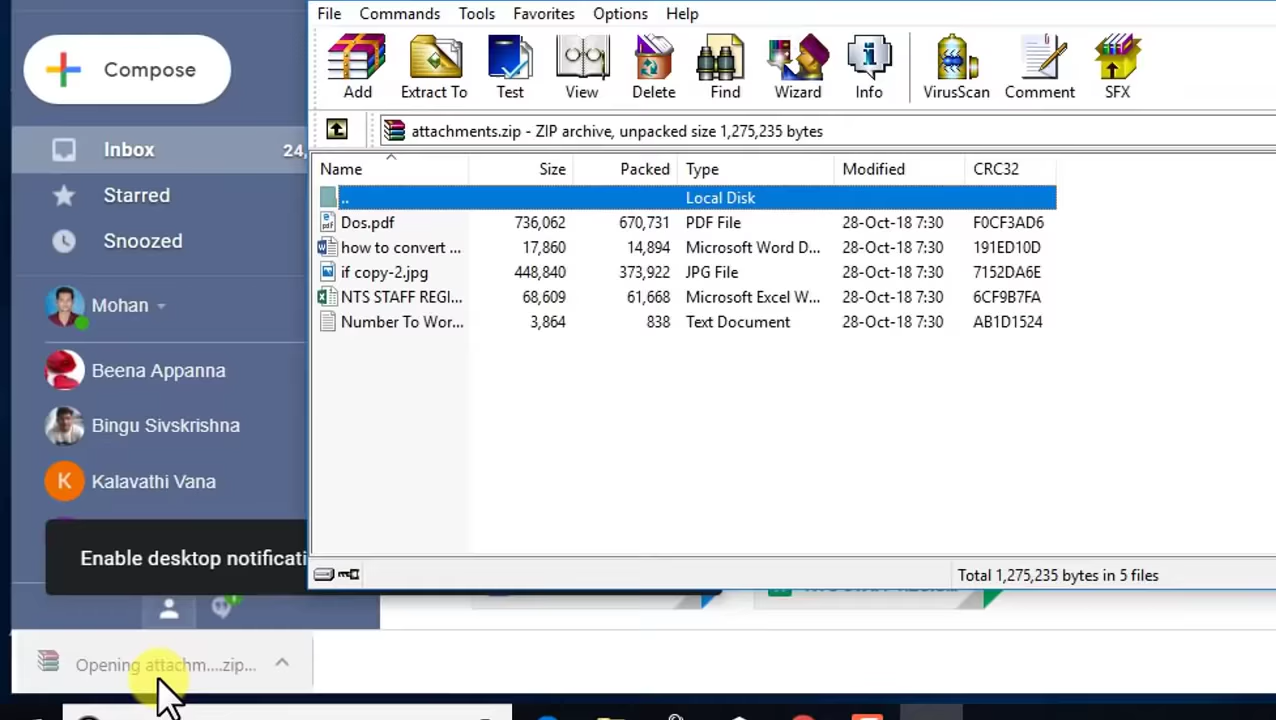 File Commands Tools Favorites Options Help
Compose
Add Extract To Test View Delete Find Wizard Info VirusScan Comment SFX
attachments.zip - ZIP archive, unpacked size 1,275,235 bytes
Inbox 24,
Name Size Packed Type Modified CRC32
Starred
.. Local Disk
Dos.pdf 736,062 670,731 PDF File 28-Oct-18 7:30 F0CF3AD6
Snoozed
how to convert ... 17,860 14,894 Microsoft Word D... 28-Oct-18 7:30 191ED10D
if copy-2.jpg 448,840 373,922 JPG File 28-Oct-18 7:30 7152DA6E
NTS STAFF REGI... 68,609 61,668 Microsoft Excel W... 28-Oct-18 7:30 6CF9B7FA
Mohan
Number To Wor... 3,864 838 Text Document 28-Oct-18 7:30 AB1D1524
Beena Appanna
Bingu Sivskrishna
K Kalavathi Vana
Enable desktop notificati
Total 1,275,235 bytes in 5 files
Opening attachm....zip...